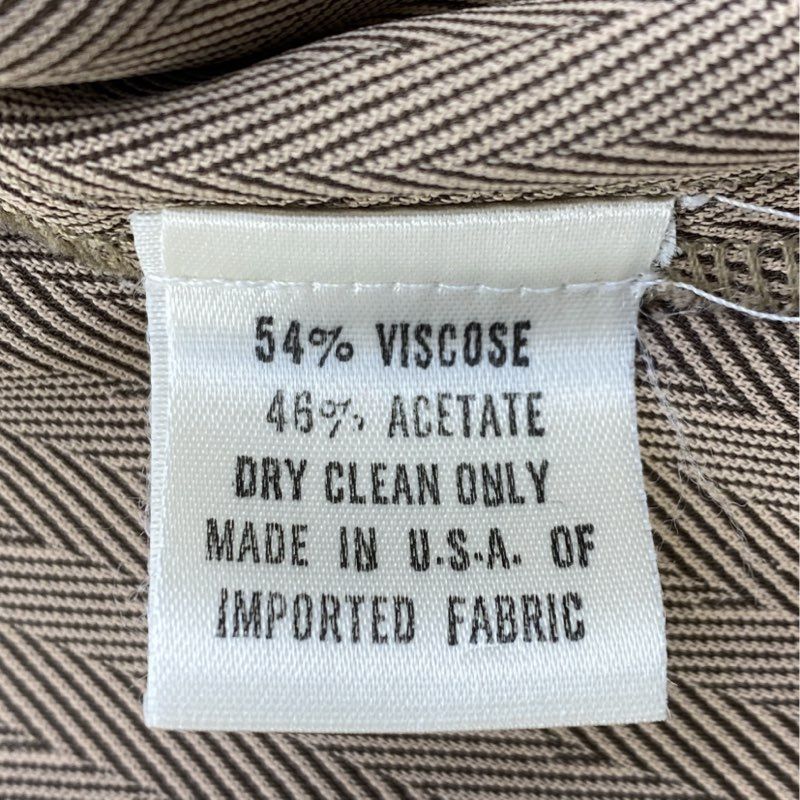 54% VISCOSE
46% ACETATE
DRY CLEAN ONLY
MADE IN U.S.A. OF
IMPORTED FABRIC